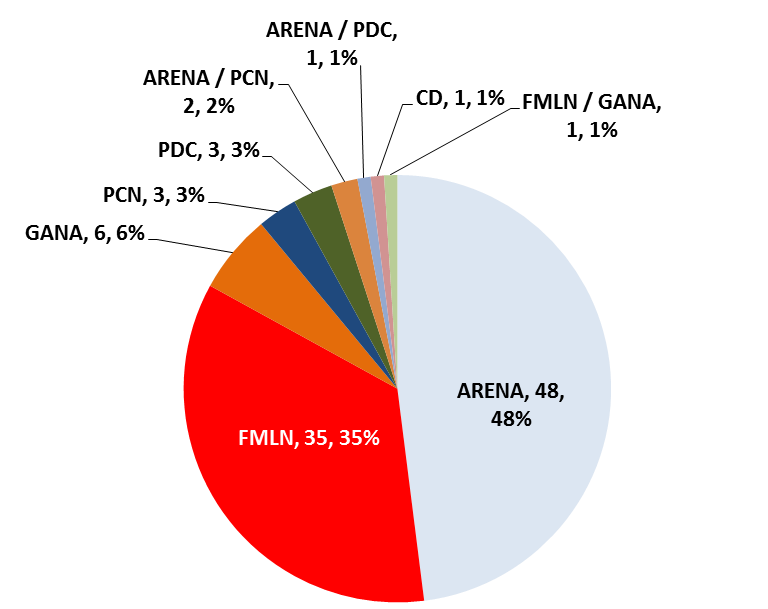 ARENA / PDC,
1, 1%
ARENA / PCN,
2, 2%
CD, 1, 1%
FMLN / GANA,
1, 1%
PDC, 3, 3%
PCN, 3, 3%
GANA, 6, 6%
ARENA, 48,
48%
FMLN, 35, 35%